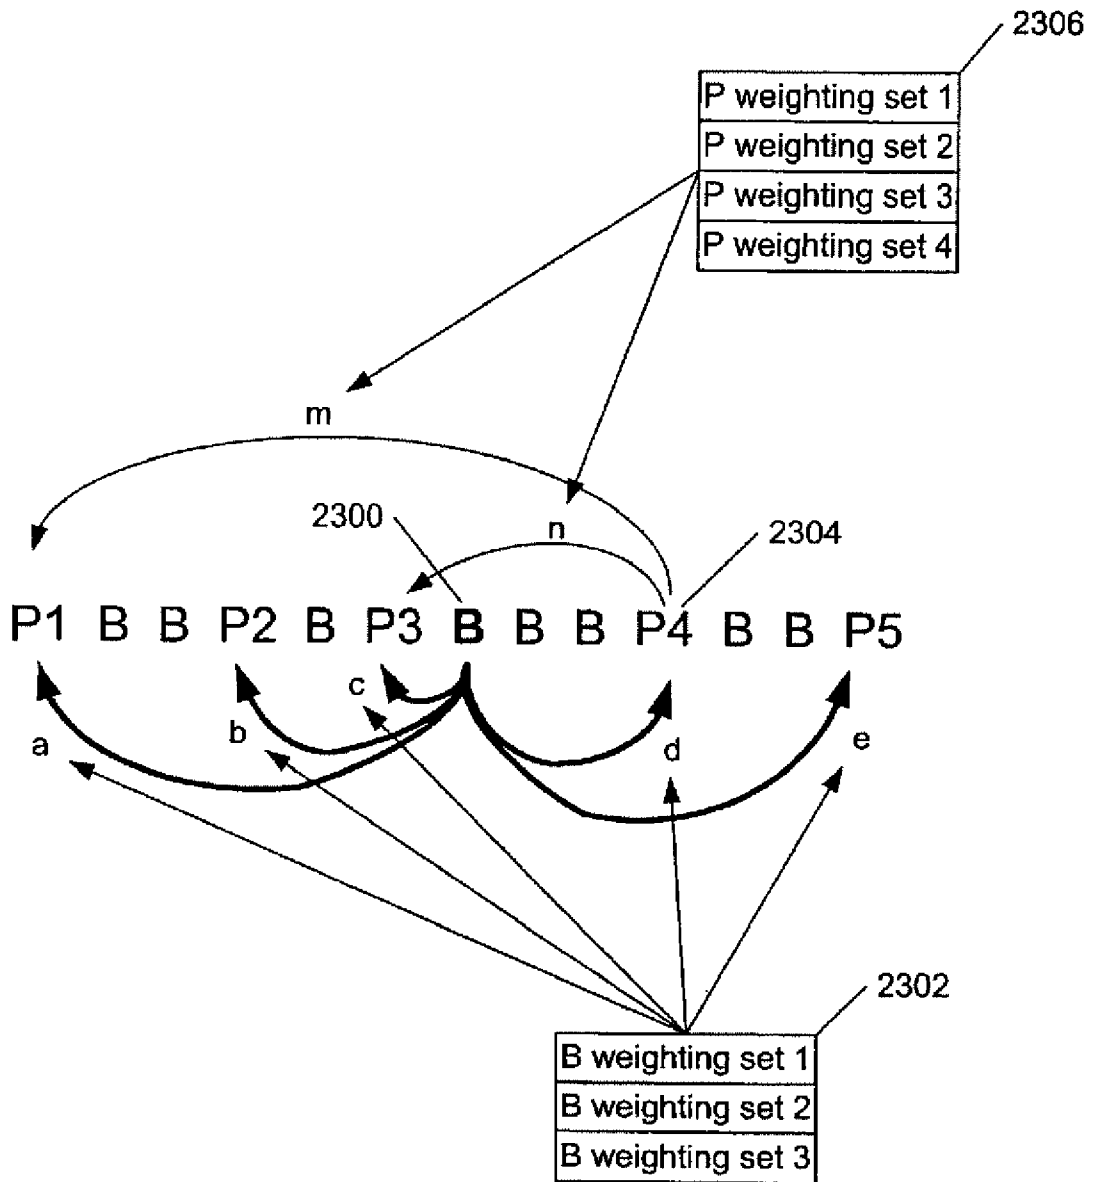 2306
P weighting set 1
P weighting set 2
P weighting set 3
P weighting set 4
m
2300
n
2304
P1 B B P2 B P3 B B B P4 B B P5
a
b
c
d
e
2302
B weighting set 1
B weighting set 2
B weighting set 3